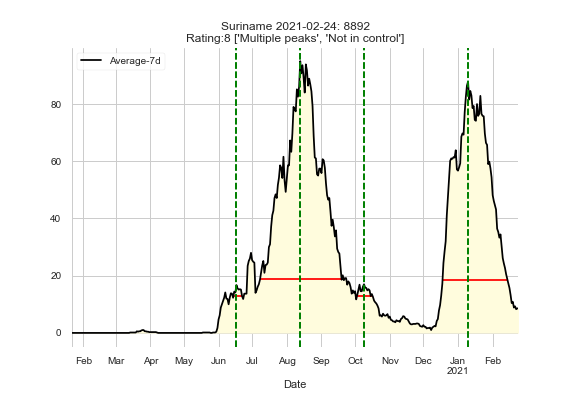 Suriname 2021-02-24: 8892
Rating:8 ['Multiple peaks', 'Not in control']
Average-7d
80
60
40
20
0
Feb Mar Apr May Jun Jul Aug Sep Oct Nov Dec Jan Feb
2021
Date